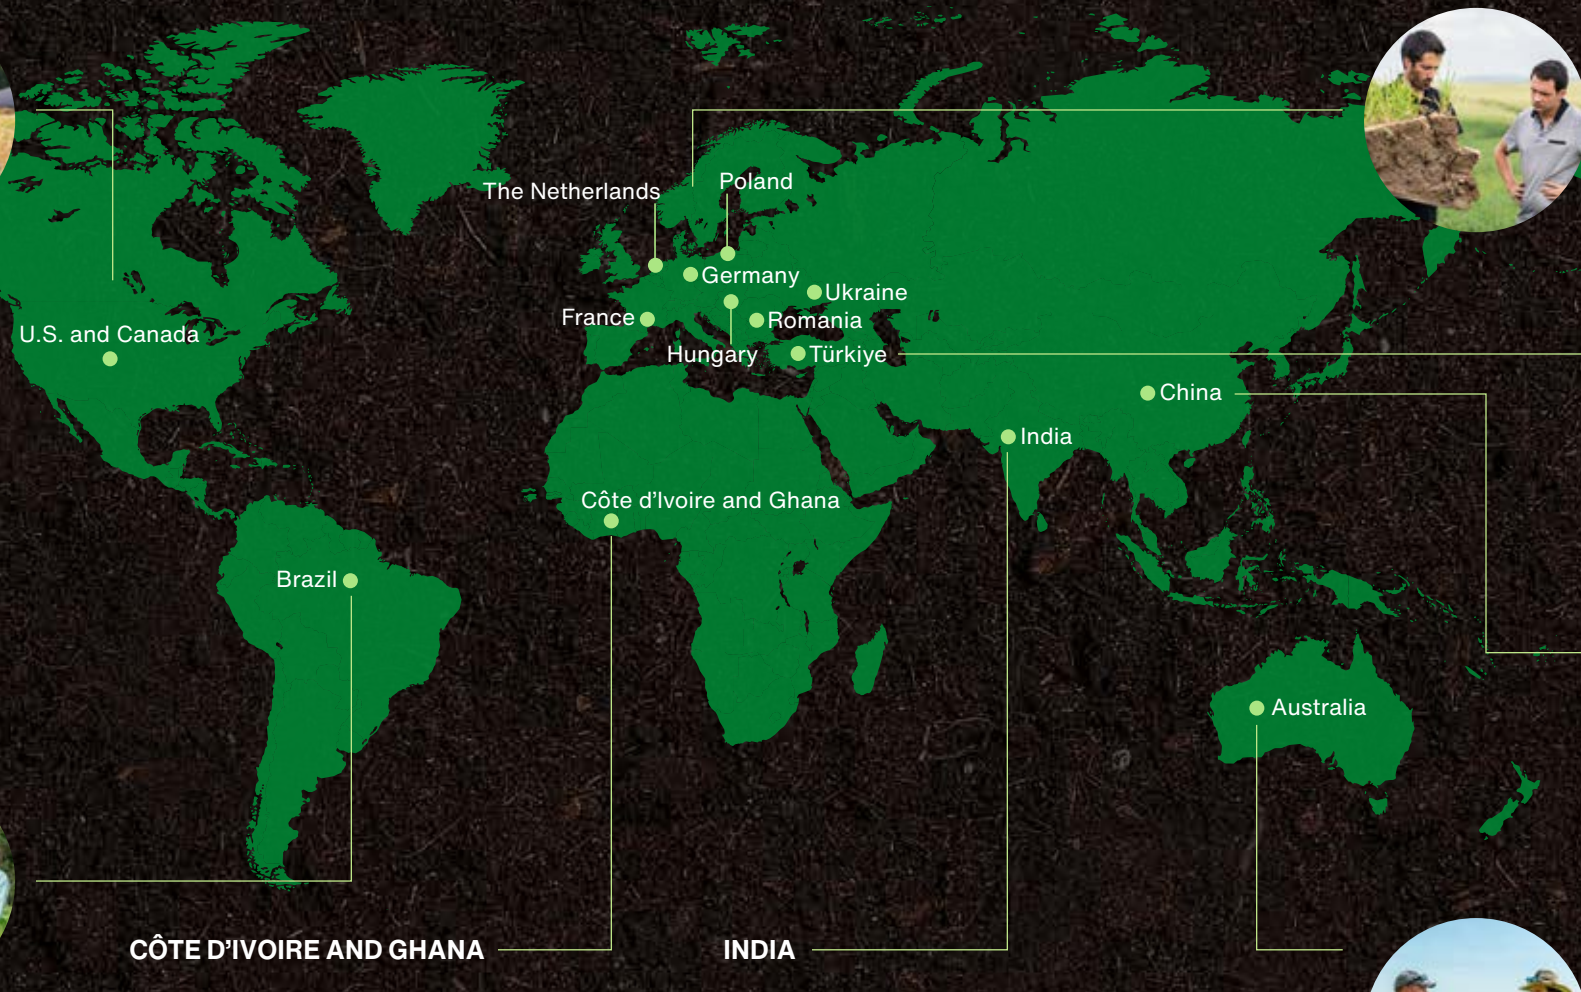 The Netherlands
Poland
Germany
Ukraine
France
Romania
U.S. and Canada
Hungary
Türkiye
China
India
Côte d'Ivoire and Ghana
Brazil
Australia
CÔTE D’IVOIRE AND GHANA
INDIA